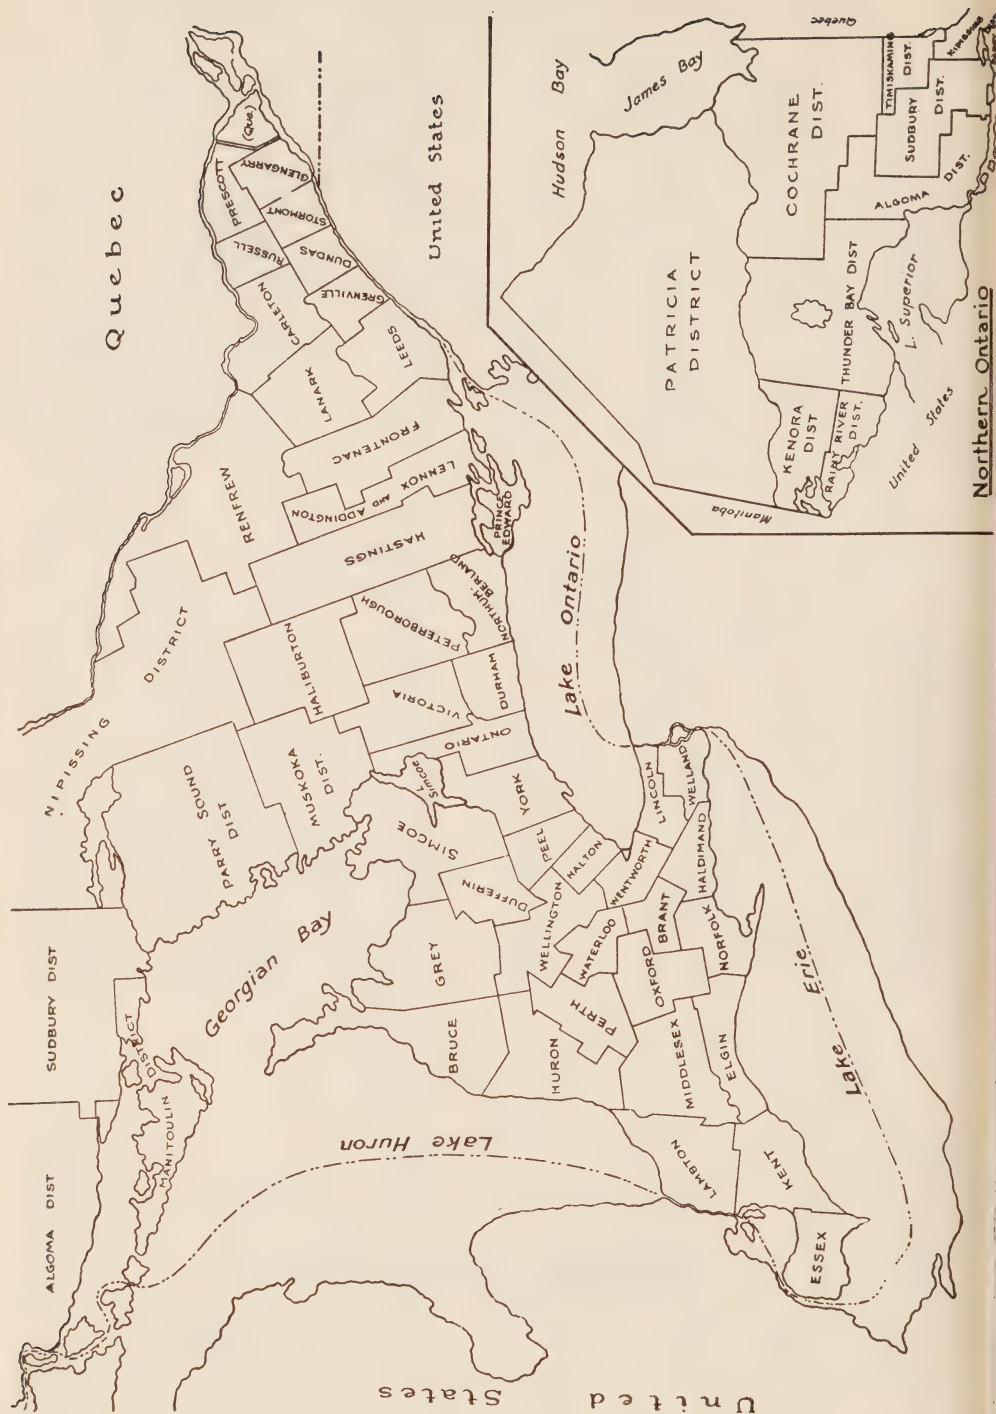 Quebec
United States
(Que)
PRESCOTT
GLENGARRY
STORMONT
RUSSELL
DUNDAS
CARLETON
GRENVILLE
LEEDS
LANARK
FRONTENAC
LENNOX
AND
ADDINGTON
RENFREW
HASTINGS
PRINCE
EDWARD
NORTHUM-
BERLAND
PETERBOROUGH
HALIBURTON
NIPISSING
DISTRICT
VICTORIA
DURHAM
ONTARIO
Lake Ontario
PARRY SOUND
DIST
MUSKOKA
DIST.
L.
Simcoe
SIMCOE
YORK
PEEL
HALTON
DUFFERIN
GREY
BRUCE
WELLINGTON
WATERLOO
WENTWORTH
LINCOLN
WELLAND
HALDIMAND
BRANT
NORFOLK
OXFORD
PERTH
HURON
MIDDLESEX
ELGIN
LAMBTON
KENT
ESSEX
Lake Erie
Georgian Bay
Lake Huron
SUDBURY DIST
ALGOMA DIST
MANITOULIN
DISTRICT
United
States
Hudson Bay
James Bay
Quebec
PATRICIA
DISTRICT
COCHRANE
DIST.
TIMISKAMING
DIST.
SUDBURY
DIST.
ALGOMA
DIST.
THUNDER BAY DIST
KENORA
DIST
RAINY RIVER
DIST.
L. Superior
United States
Manitoba
Northern Ontario